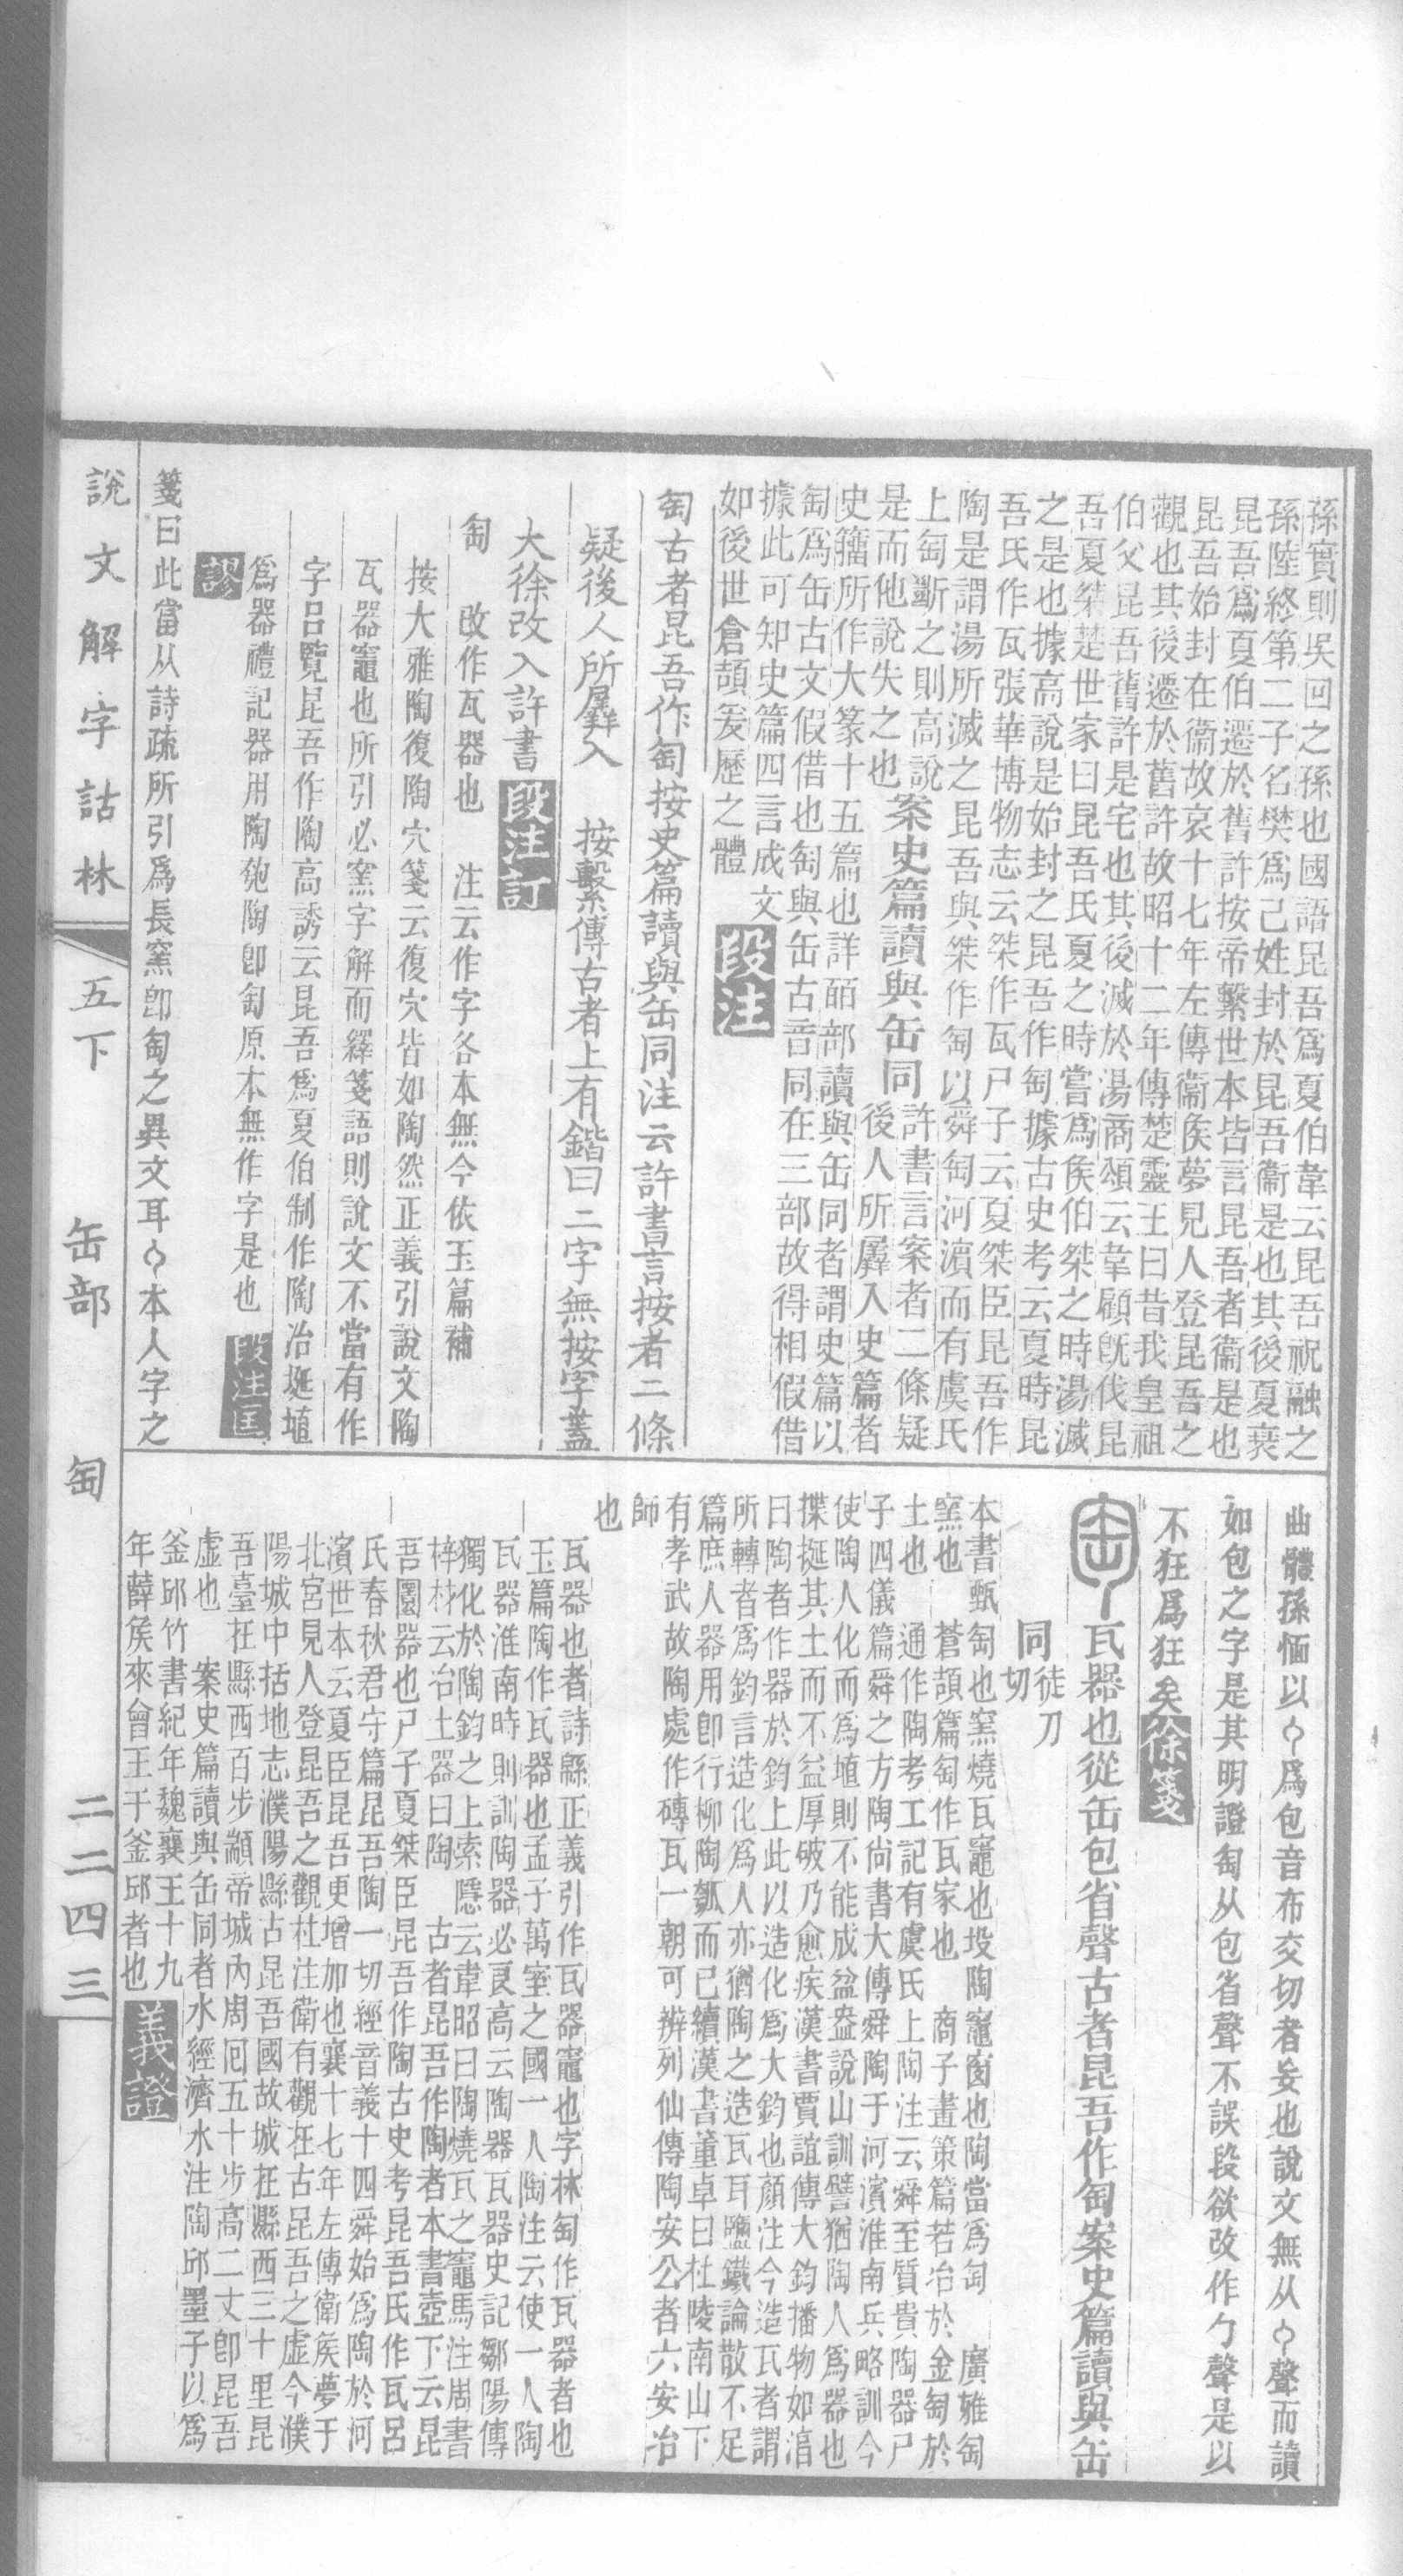 孫實則吳回之孫也國語昆吾爲夏伯韋云昆吾祝融之
孫陸終第二子名樊爲己姓封於昆吾衞是也其後夏衰
昆吾爲夏伯遷於舊許按帝繫世本皆言昆吾者衞是也
昆吾始封在衞故哀十七年左傳衞侯夢見人登昆吾之
觀也其後遷於舊許故昭十二年傳楚靈王曰昔我皇祖
伯父昆吾舊許是宅也其後滅於湯商頌云韋顧旣伐昆
吾夏桀楚世家曰昆吾氏夏之時嘗爲侯伯桀之時湯滅
之是也據高說是始封之昆吾作匋據古史考云夏時昆
吾氏作瓦張華博物志云桀作瓦尸子云夏桀臣昆吾作
陶是謂湯所滅之昆吾與桀作匋以舜匋河瀕而有虞氏
上匋斷之則高說
是而他說失之也
案史篇讀與缶同
許書言案者二條疑
後人所羼入史篇者
史籒所作大篆十五篇也詳皕部讀與缶同者謂史篇以
匋爲缶古文假借也匋與缶古音同在三部故得相假借
據此可知史篇四言成文
如後世倉頡爰歷之體
段注
匋古者昆吾作匋按史篇讀與缶同注云許書言按者二條
疑後人所羼入　按繫傳古者上有鍇曰二字無按字蓋
大徐改入許書
段注訂
匋　改作瓦器也　注云作字各本無今依玉篇補
按大雅陶復陶穴箋云復穴皆如陶然正義引說文陶
瓦器竈也所引必窯字解而繹箋語則說文不當有作
字呂覽昆吾作陶高誘云昆吾爲夏伯制作陶冶埏埴
爲器禮記器用陶匏陶卽匋原本無作字是也
段注匡
謬
箋曰此當从詩疏所引爲長窯卽匋之異文耳勹本人字之
說文解字詁林
五下
缶部
匋
二二四三
曲體孫愐以勹爲包音布交切者妄也說文無从勹聲而讀
如包之字是其明證匋从包省聲不誤段欲改作勹聲是以
不狂爲狂矣
徐箋
瓦器也從缶包省聲古者昆吾作匋案史篇讀與缶
同
徒刀
切
本書甄匋也窯燒瓦竈也坄陶竈窗也陶當爲匋　廣雅匋
窯也　蒼頡篇匋作瓦家也　商子畫策篇若冶於金匋於
土也　通作陶考工記有虞氏上陶注云舜至質貴陶器尸
子四儀篇舜之方陶尙書大傳舜陶于河濱淮南兵略訓今
使陶人化而爲埴則不能成盆盎說山訓譬猶陶人爲器也
揲挻其土而不益厚破乃愈疾漢書賈誼傳大鈞播物如淳
曰陶者作器於鈞上此以造化爲大鈞也顏注今造瓦者謂
所轉者爲鈞言造化爲人亦猶陶之造瓦耳鹽鐵論散不足
篇庶人器用卽行柳陶瓠而已續漢書董卓曰杜陵南山下
有孝武故陶處作磚瓦一朝可辨列仙傳陶安公者六安冶
師
也
瓦器也者詩緜正義引作瓦器竈也字林匋作瓦器者也
玉篇陶作瓦器也孟子萬室之國一人陶注云使一人陶
瓦器淮南時則訓陶器必良高云陶器瓦器史記鄒陽傳
獨化於陶鈞之上索隱云韋昭曰陶燒瓦之竈馬注周書
梓材云治土器曰陶　古者昆吾作陶者本書壺下云昆
吾圜器也尸子夏桀臣昆吾作陶古史考昆吾氏作瓦呂
氏春秋君守篇昆吾陶一切經音義十四舜始爲陶於河
濱世本云夏臣昆吾更增加也襄十七年左傳衞侯夢于
北宮見人登昆吾之觀杜注衞有觀在古昆吾之虛今濮
陽城中括地志濮陽縣古昆吾國故城在縣西三十里昆
吾臺在縣西百步顓帝城內周囘五十步高二丈卽昆吾
虛也　案史篇讀與缶同者水經濟水注陶邱墨子以爲
釜邱竹書紀年魏襄王十九
年薛侯來會王于釜邱者也
義證